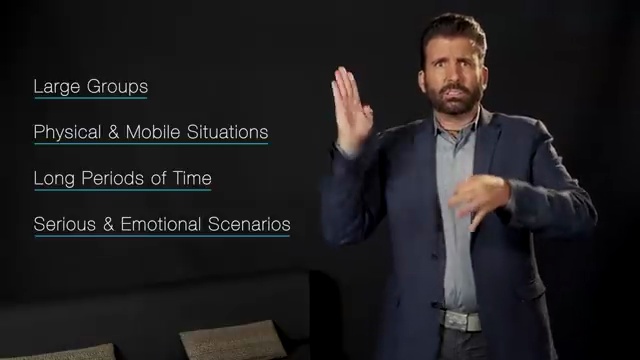 Large Groups
Physical & Mobile Situations
Long Periods of Time
Serious & Emotional Scenarios